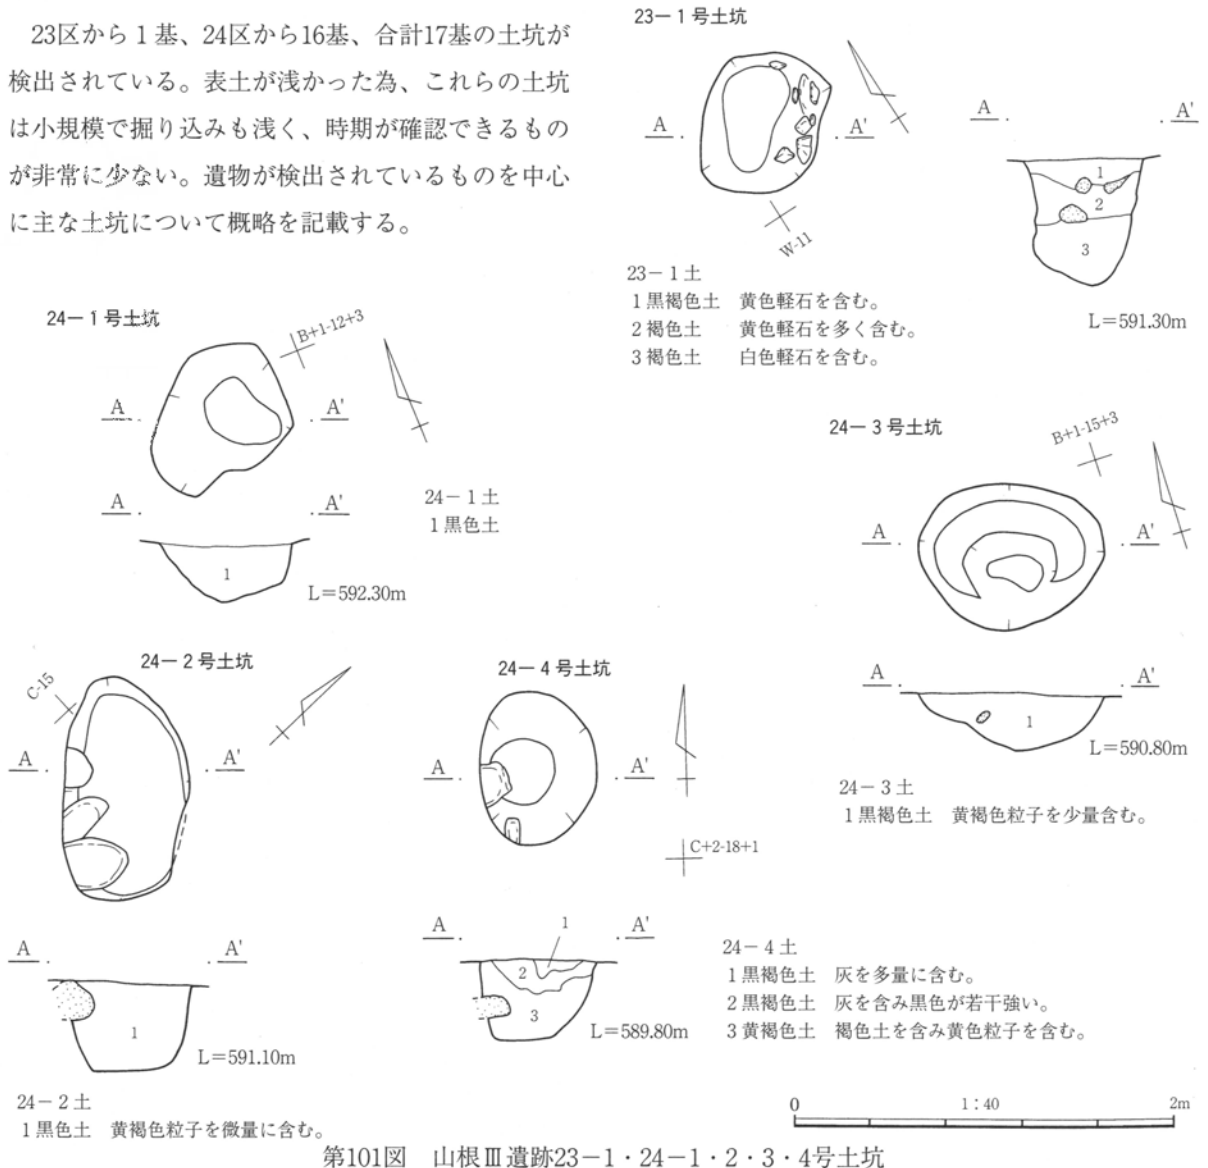 23区から1基、24区から16基、合計17基の土坑が
検出されている。表土が浅かった為、これらの土坑
は小規模で掘り込みも浅く、時期が確認できるもの
が非常に少ない。遺物が検出されているものを中心
に主な土坑について概略を記載する。
23－1号土坑
A
A'
W-11
A
A'
1
2
3
L＝591.30m
23－1土
1黒褐色土　黄色軽石を含む。
2褐色土　黄色軽石を多く含む。
3褐色土　白色軽石を含む。
24－1号土坑
B+1-12+3
A
A'
A
A'
1
L＝592.30m
24－1土
1黒色土
24－3号土坑
B+1-15+3
A
A'
A
A'
1
L＝590.80m
24－3土
1黒褐色土　黄褐色粒子を少量含む。
24－2号土坑
C-15
A
A'
A
A'
1
L＝591.10m
24－2土
1黒色土　黄褐色粒子を微量に含む。
24－4号土坑
A
A'
C+2-18+1
A
A'
1
2
3
L＝589.80m
24－4土
1黒褐色土　灰を多量に含む。
2黒褐色土　灰を含み黒色が若干強い。
3黄褐色土　褐色土を含み黄色粒子を含む。
0
1：40
2m
第101図　山根Ⅲ遺跡23－1・24－1・2・3・4号土坑